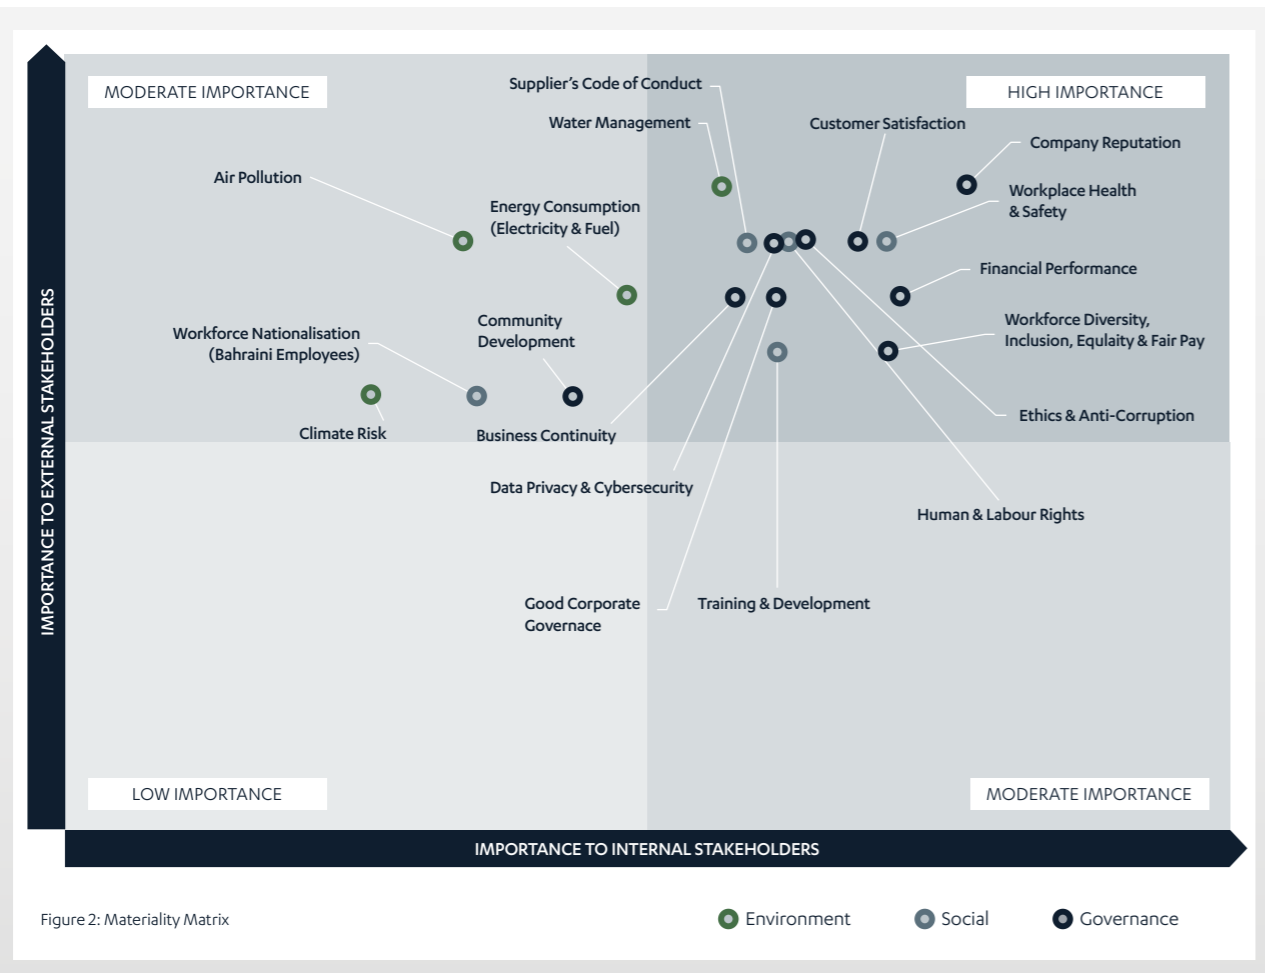 MODERATE IMPORTANCE
HIGH IMPORTANCE
Supplier's Code of Conduct
Water Management
Customer Satisfaction
Company Reputation
Air Pollution
Workplace Health
& Safety
Energy Consumption
(Electricity & Fuel)
Financial Performance
Workforce Nationalisation
(Bahraini Employees)
Community
Development
Workforce Diversity,
Inclusion, Equlaity & Fair Pay
Climate Risk
Business Continuity
Ethics & Anti-Corruption
Data Privacy & Cybersecurity
Human & Labour Rights
Good Corporate
Governace
Training & Development
LOW IMPORTANCE
MODERATE IMPORTANCE
IMPORTANCE TO EXTERNAL STAKEHOLDERS
IMPORTANCE TO INTERNAL STAKEHOLDERS
Figure 2: Materiality Matrix
Environment
Social
Governance